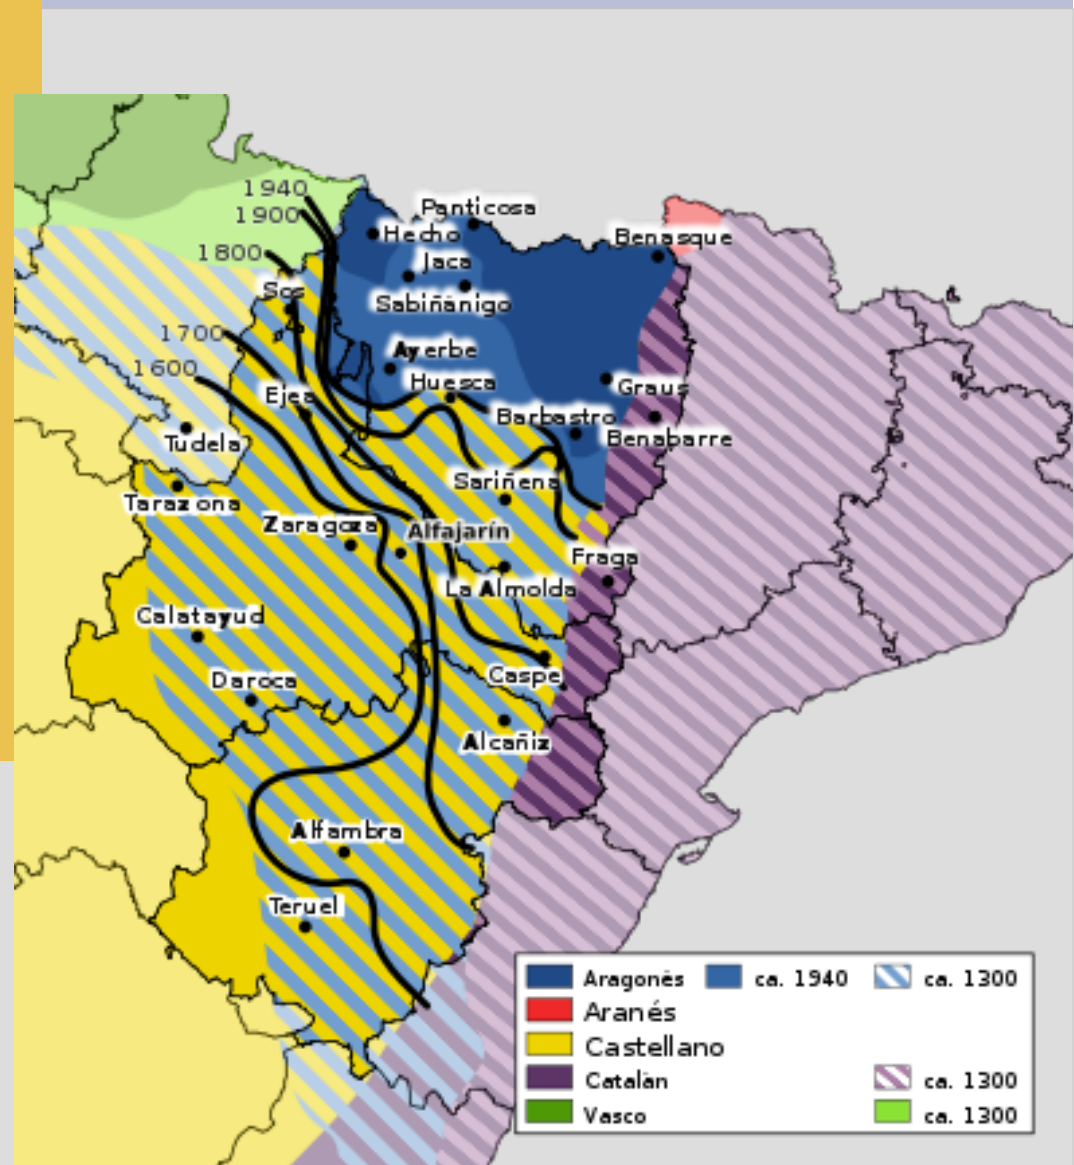 1940
Panticosa
1900
Hecho
Benasque
1800
Jaca
Sos
Sabiñánigo
1700
Ayerbe
1600
Huesca
Graus
Ejea
Barbastro
Benabarre
Tudela
Sariñena
Tarazona
Zaragoza
Alfajarín
Fraga
La Almolda
Calatayud
Caspe
Daroca
Alcañiz
Alfambra
Teruel
Aragonés ca. 1940 ca. 1300
Aranés
Castellano
Catalàn ca. 1300
Vasco ca. 1300